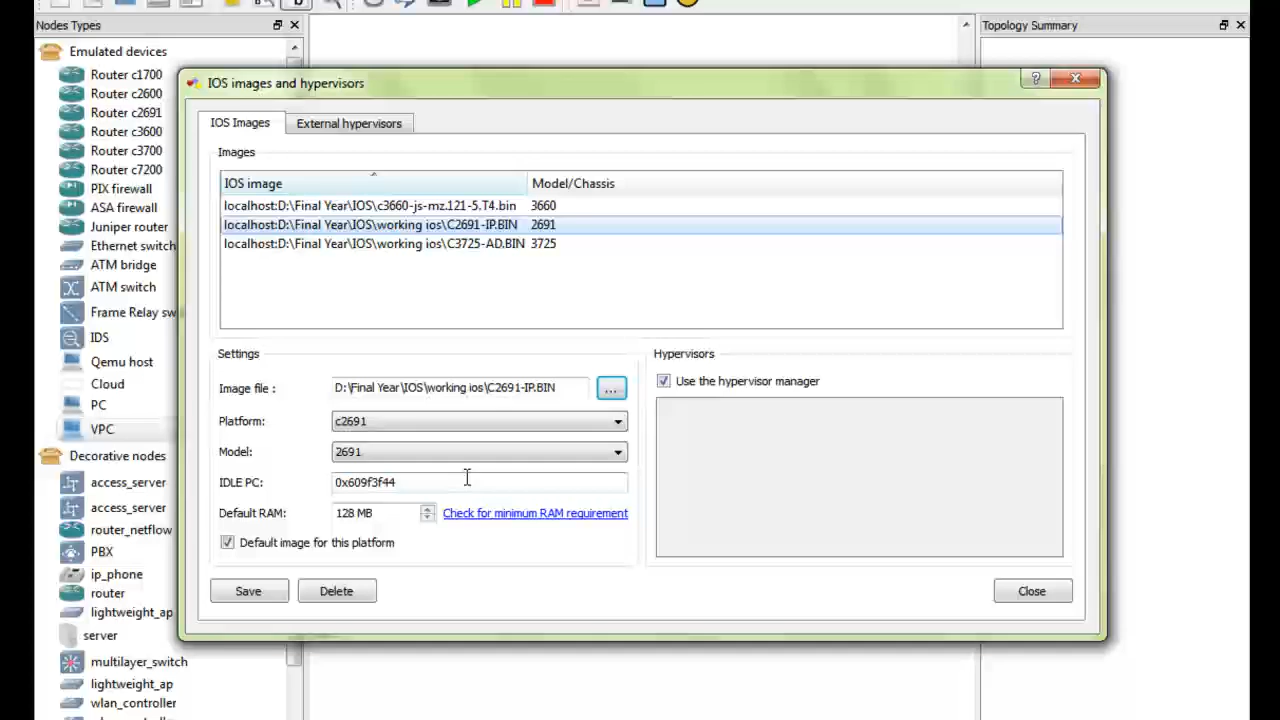 Nodes Types
Topology Summary
Emulated devices
Router c1700
Router c2600
Router c2691
Router c3600
Router c3700
Router c7200
PIX firewall
ASA firewall
Juniper router
Ethernet switch
ATM bridge
ATM switch
Frame Relay sw
IDS
Qemu host
Cloud
PC
VPC
Decorative nodes
access_server
access_server
router_netflow
PBX
ip_phone
router
lightweight_ap
server
multilayer_switch
lightweight_ap
wlan_controller
IOS images and hypervisors
?
IOS Images
External hypervisors
Images
IOS image Model/Chassis
localhost:D:\Final Year\IOS\c3660-js-mz.121-5.T4.bin 3660
localhost:D:\Final Year\IOS\working ios\C2691-IP.BIN 2691
localhost:D:\Final Year\IOS\working ios\C3725-AD.BIN 3725
Settings
Image file : D:\Final Year\IOS\working ios\C2691-IP.BIN ...
Platform: c2691
Model: 2691
IDLE PC: 0x609f3f44
Default RAM: 128 MB Check for minimum RAM requirement
Default image for this platform
Hypervisors
Use the hypervisor manager
Save
Delete
Close